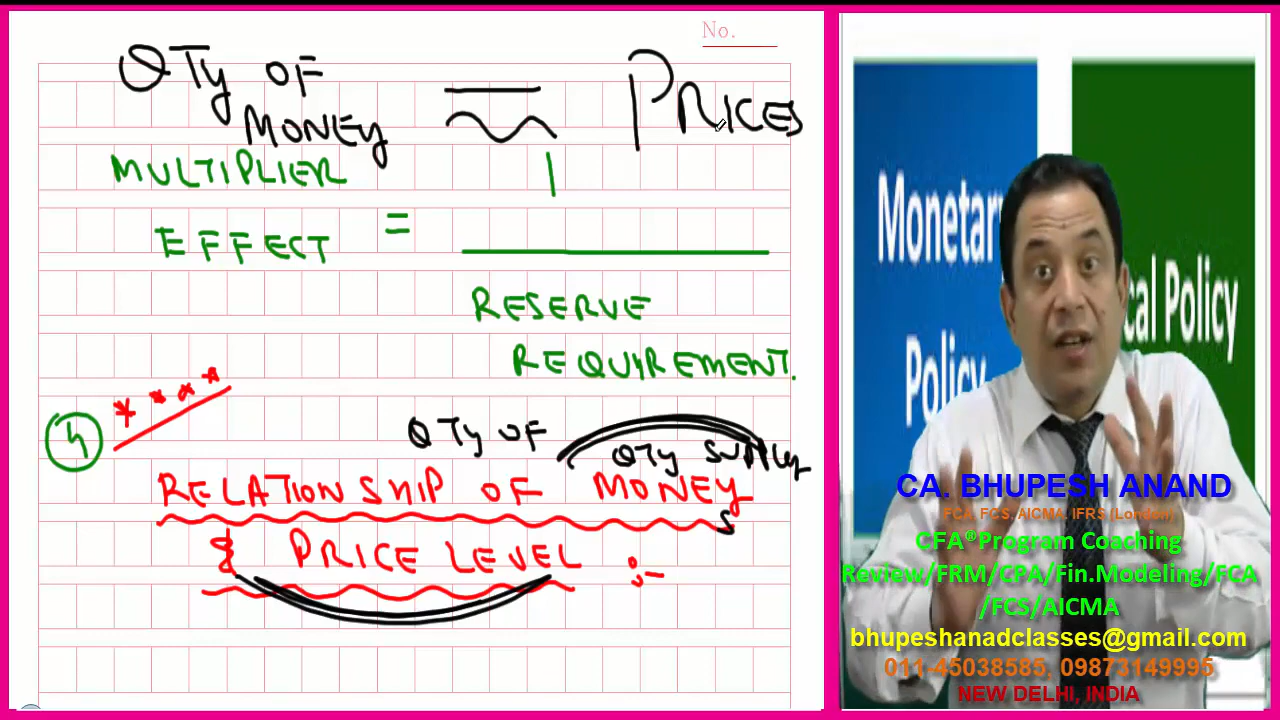 No.
QTy OF
MONEY
PRICES
MULTIPLIER
EFFECT
=
1
RESERVE
REQUIREMENT.
4
* * * *
QTy OF
QTy SUPPLY
RELATIONSHIP OF MONEY
S
& PRICE LEVEL :-
Monetary
Policy
cal Policy
CA. BHUPESH ANAND
FCA, FCS, AICMA, IFRS (London)
CFA®Program Coaching
Review/FRM/CPA/Fin.Modeling/FCA
/FCS/AICMA
bhupeshanadclasses@gmail.com
011-45038585, 09873149995
NEW DELHI, INDIA